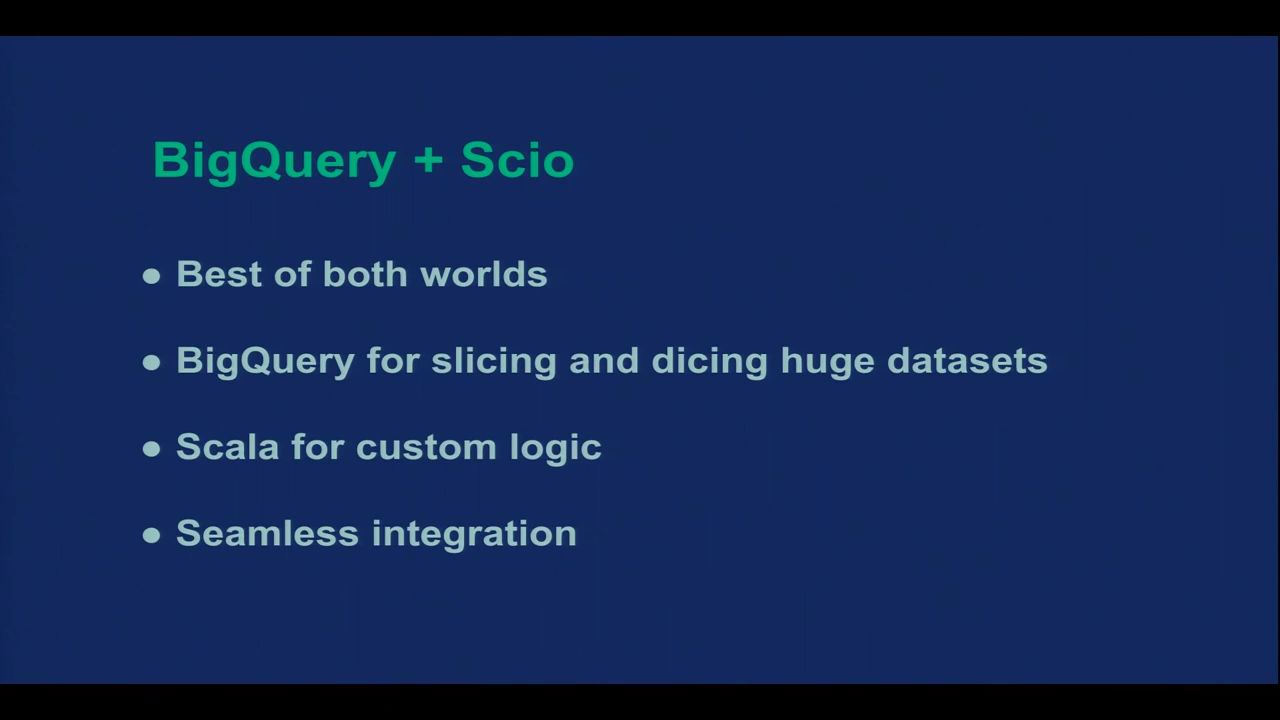 BigQuery + Scio
● Best of both worlds
● BigQuery for slicing and dicing huge datasets
● Scala for custom logic
● Seamless integration